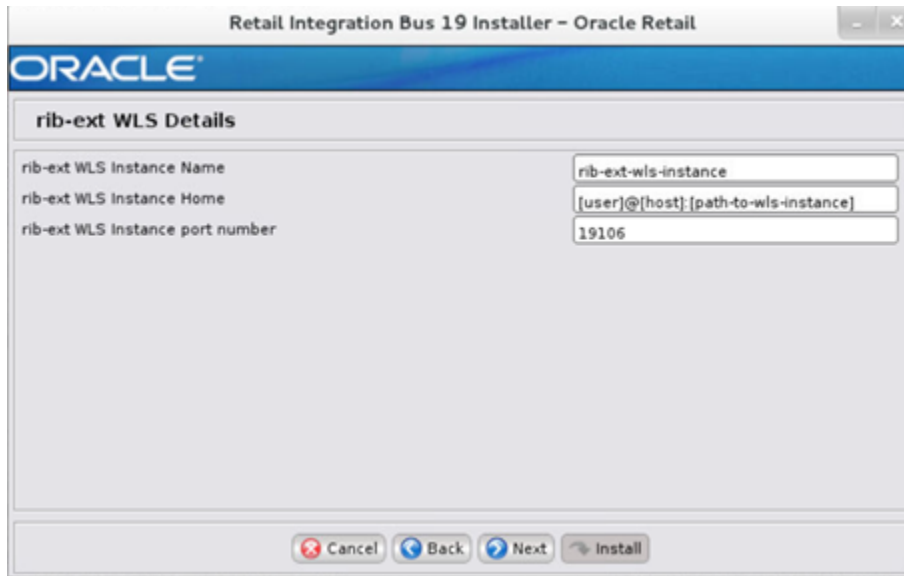 Retail Integration Bus 19 Installer – Oracle Retail
ORACLE®
rib-ext WLS Details
rib-ext WLS Instance Name rib-ext-wls-instance
rib-ext WLS Instance Home [user]@[host]:[path-to-wls-instance]
rib-ext WLS Instance port number 19106
Cancel Back Next Install